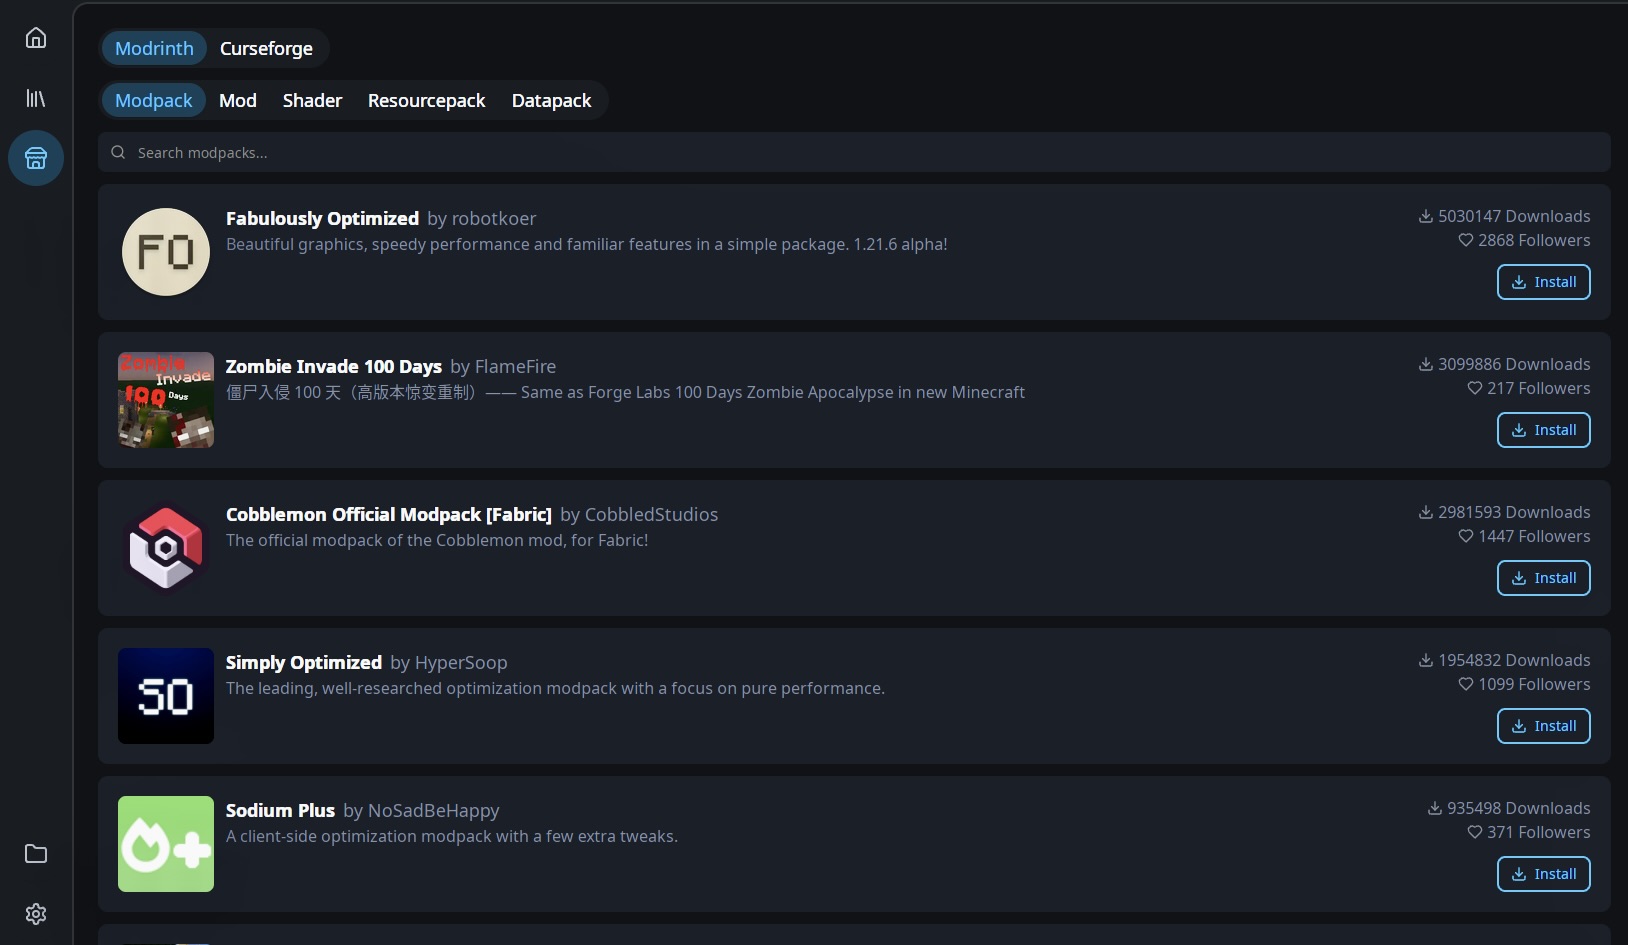 Modrinth Curseforge
Modpack Mod Shader Resourcepack Datapack
Search modpacks...
FO
Fabulously Optimized by robotkoer
Beautiful graphics, speedy performance and familiar features in a simple package. 1.21.6 alpha!
5030147 Downloads
2868 Followers
Install
Zombie
Invade
100 Days
Zombie Invade 100 Days by FlameFire
僵尸入侵 100 天（高版本惊变重制）—— Same as Forge Labs 100 Days Zombie Apocalypse in new Minecraft
3099886 Downloads
217 Followers
Install
Cobblemon Official Modpack [Fabric] by CobbledStudios
The official modpack of the Cobblemon mod, for Fabric!
2981593 Downloads
1447 Followers
Install
SO
Simply Optimized by HyperSoop
The leading, well-researched optimization modpack with a focus on pure performance.
1954832 Downloads
1099 Followers
Install
Sodium Plus by NoSadBeHappy
A client-side optimization modpack with a few extra tweaks.
935498 Downloads
371 Followers
Install